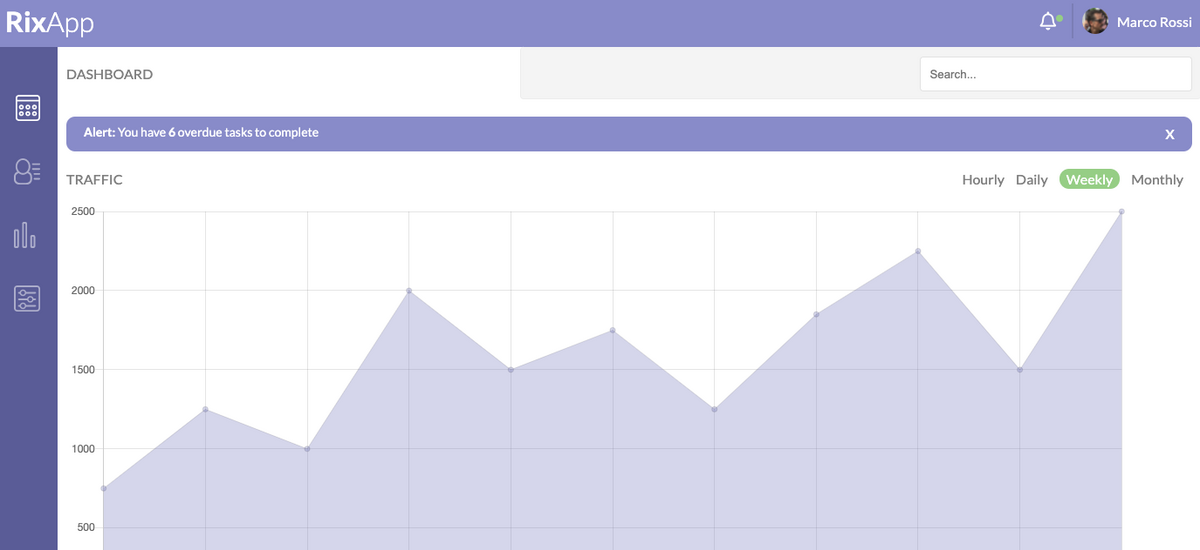 RixApp
Marco Rossi
DASHBOARD
Search...
Alert: You have 6 overdue tasks to complete
X
TRAFFIC
Hourly Daily Weekly Monthly
2500
2000
1500
1000
500